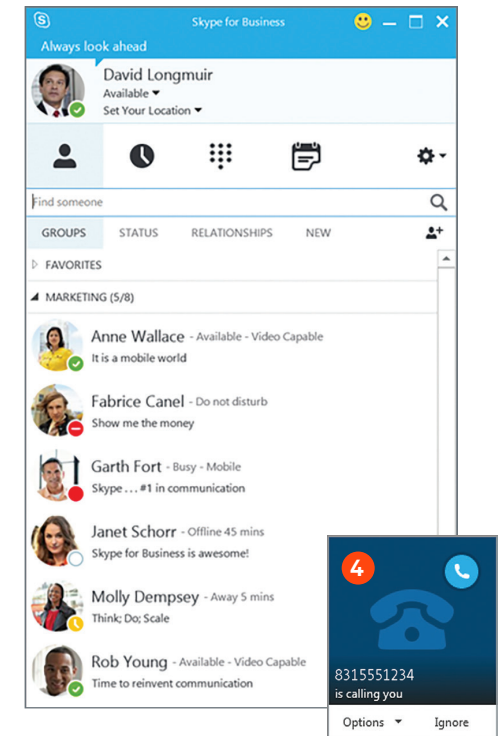 Skype for Business
Always look ahead
David Longmuir
Available
Set Your Location
Find someone
GROUPS STATUS RELATIONSHIPS NEW
FAVORITES
MARKETING (5/8)
Anne Wallace - Available - Video Capable
It is a mobile world
Fabrice Canel - Do not disturb
Show me the money
Garth Fort - Busy - Mobile
Skype . . . #1 in communication
Janet Schorr - Offline 45 mins
Skype for Business is awesome!
Molly Dempsey - Away 5 mins
Think; Do; Scale
Rob Young - Available - Video Capable
Time to reinvent communication
4
8315551234
is calling you
Options Ignore